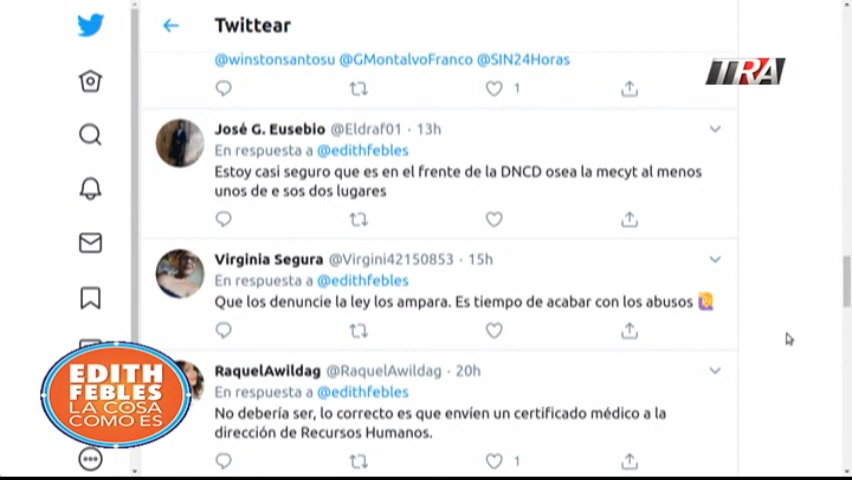 Twittear
@winstonsantosu @GMontalvoFranco @SIN24Horas
1
TRA
José G. Eusebio @Eldraf01 · 13h
En respuesta a @edithfebles
Estoy casi seguro que es en el frente de la DNCD osea la mecyt al menos
unos de e sos dos lugares
Virginia Segura @Virgini42150853 · 15h
En respuesta a @edithfebles
Que los denuncie la ley los ampara. Es tiempo de acabar con los abusos 🙋
RaquelAwildag @RaquelAwildag · 20h
En respuesta a @edithfebles
No debería ser, lo correcto es que envíen un certificado médico a la
dirección de Recursos Humanos.
1
EDITH
FEBLES
LA COSA
COMO ES